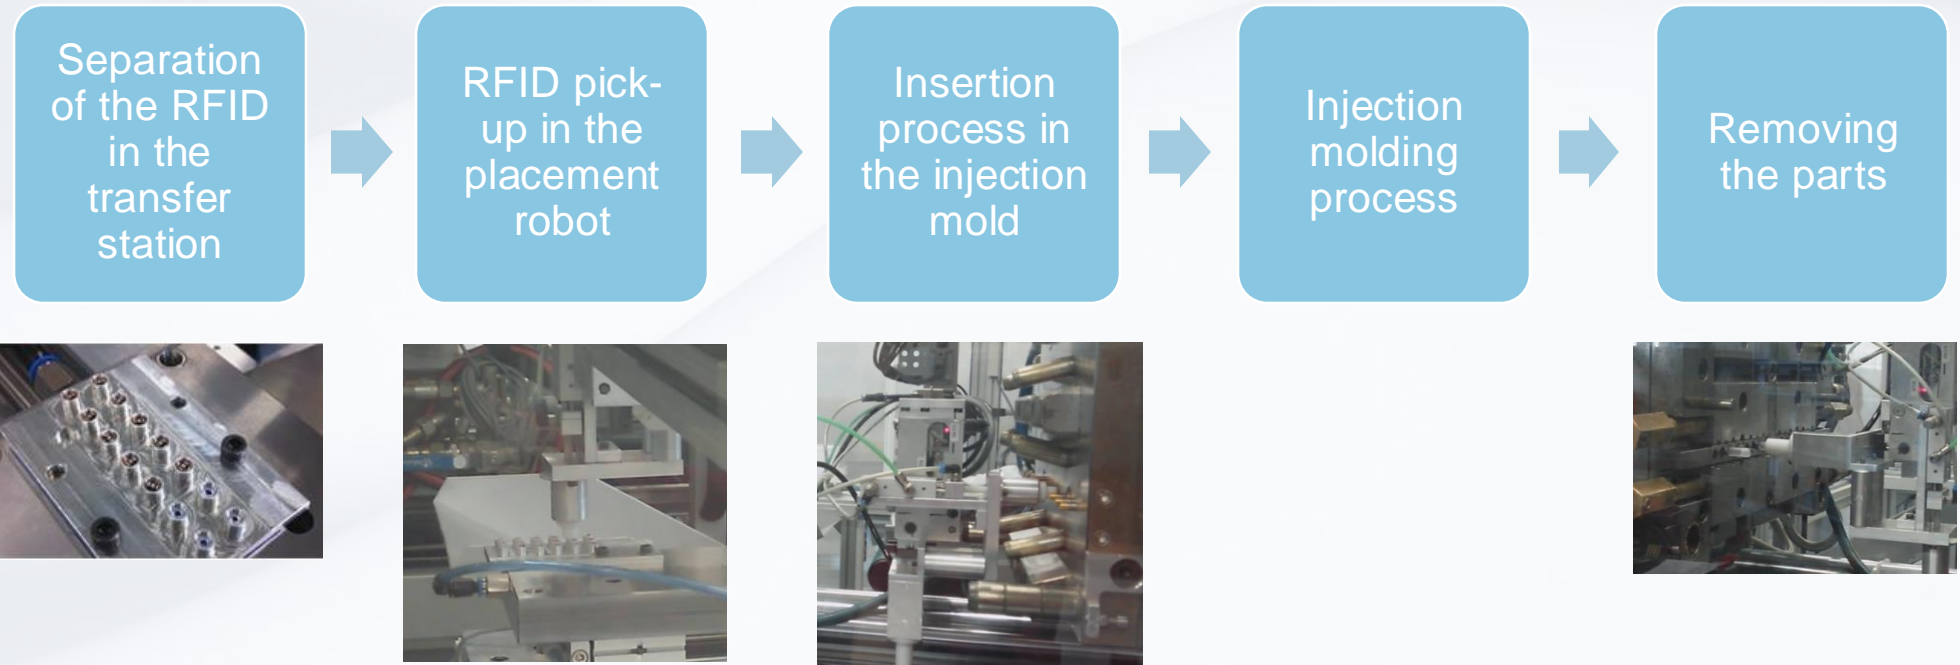 Separation
of the RFID
in the
transfer
station
RFID pick-
up in the
placement
robot
Insertion
process in
the injection
mold
Injection
molding
process
Removing
the parts